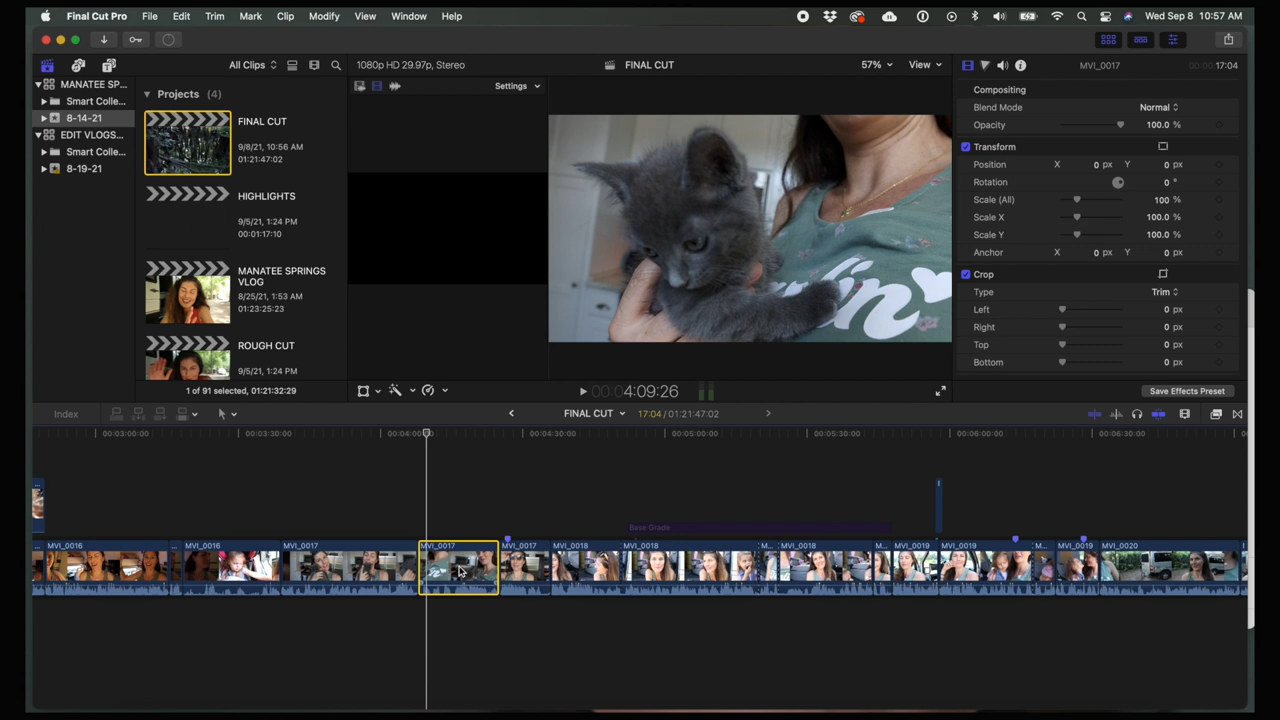 Final Cut Pro File Edit Trim Mark Clip Modify View Window Help Wed Sep 8 10:57 AM
All Clips 1080p HD 29.97p, Stereo FINAL CUT 57% View MVI_0017 00:00:17:04
MANATEE SP...
Smart Colle...
8-14-21
EDIT VLOGS...
Smart Colle...
8-19-21
Projects (4)
FINAL CUT
9/8/21, 10:56 AM
01:21:47:02
HIGHLIGHTS
9/5/21, 1:24 PM
00:01:17:10
MANATEE SPRINGS
VLOG
8/25/21, 1:53 AM
01:23:25:23
ROUGH CUT
9/5/21, 1:24 PM
1 of 91 selected, 01:21:32:29
Settings
Compositing
Blend Mode Normal
Opacity 100.0 %
Transform
Position X 0 px Y 0 px
Rotation 0 °
Scale (All) 100 %
Scale X 100.0 %
Scale Y 100.0 %
Anchor X 0 px Y 0 px
Crop
Type Trim
Left 0 px
Right 0 px
Top 0 px
Bottom 0 px
Save Effects Preset
00:00:4:09:26
Index FINAL CUT 17:04 / 01:21:47:02
00:03:00:00 00:03:30:00 00:04:00:00 00:04:30:00 00:05:00:00 00:05:30:00 00:06:00:00 00:06:30:00
Base Grade
MVI_0016 MVI_0016 MVI_0017 MVI_0017 MVI_0017 MVI_0018 MVI_0018 M... MVI_0018 M... MVI_0019 MVI_0019 M... MVI_0019 MVI_0020